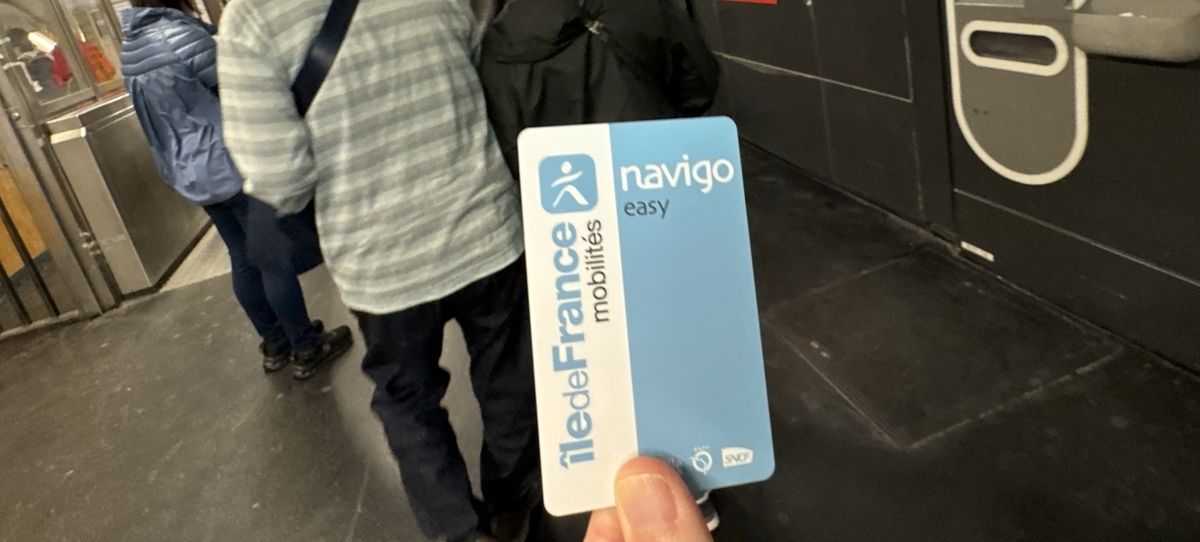 îledeFrance
mobilités
navigo
easy
SNCF